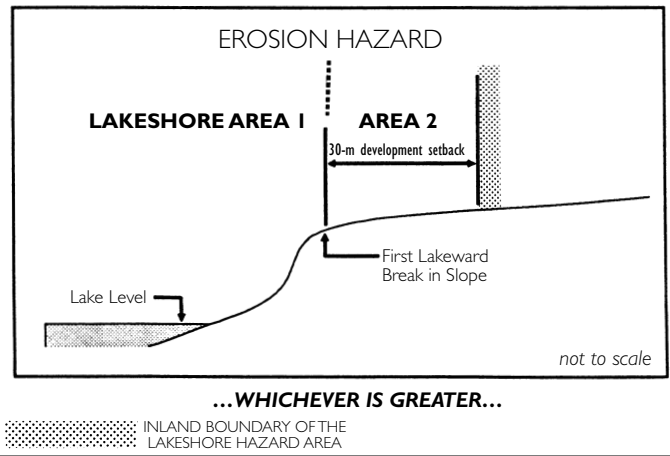 EROSION HAZARD
LAKESHORE AREA 1
AREA 2
30-m development setback
First Lakeward
Break in Slope
Lake Level
not to scale
...WHICHEVER IS GREATER...
INLAND BOUNDARY OF THE
LAKESHORE HAZARD AREA